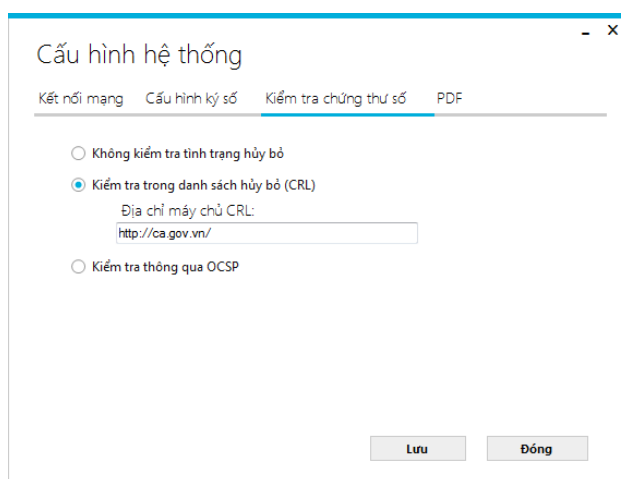 Cấu hình hệ thống
Kết nối mạng Cấu hình ký số Kiểm tra chứng thư số PDF
Không kiểm tra tình trạng hủy bỏ
Kiểm tra trong danh sách hủy bỏ (CRL)
Địa chỉ máy chủ CRL:
http://ca.gov.vn/
Kiểm tra thông qua OCSP
Lưu Đóng